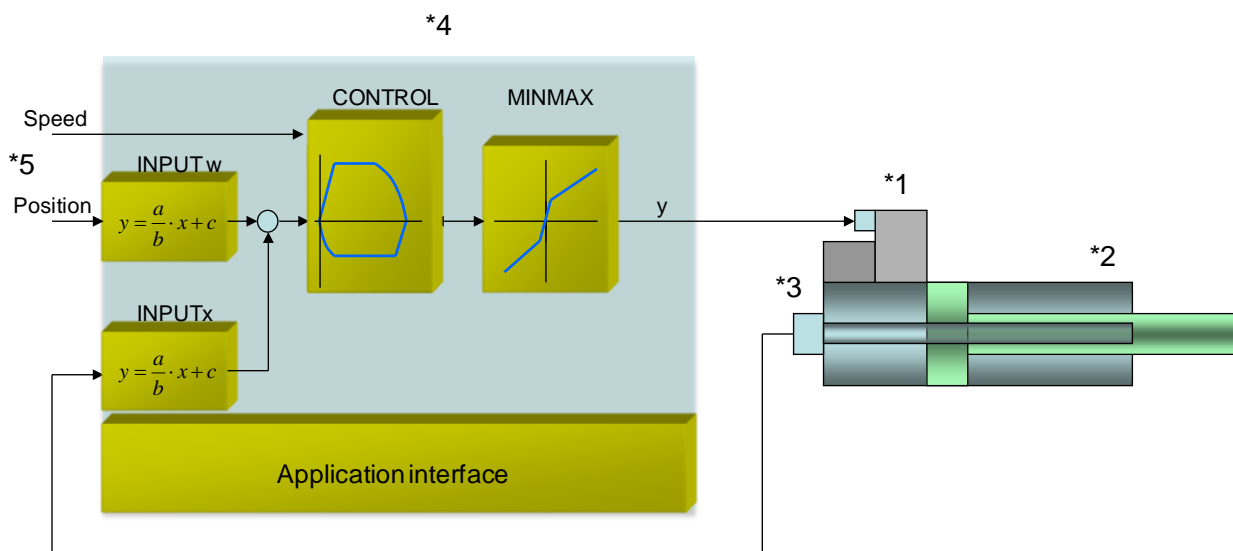 *4
CONTROL
MINMAX
Speed
*5
INPUT w
Position
y = a/b · x + c
y
*1
*2
*3
INPUTx
y = a/b · x + c
Application interface